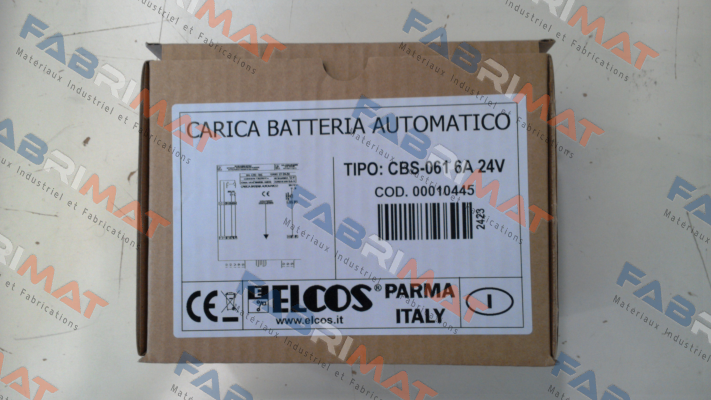 CARICA BATTERIA AUTOMATICO
TIPO: CBS-061 6A 24V
COD. 00010445
2423
CE
ELCOS® PARMA
ITALY
www.elcos.it
I
FABRIMAT
Materiaux Industriel et Fabrications